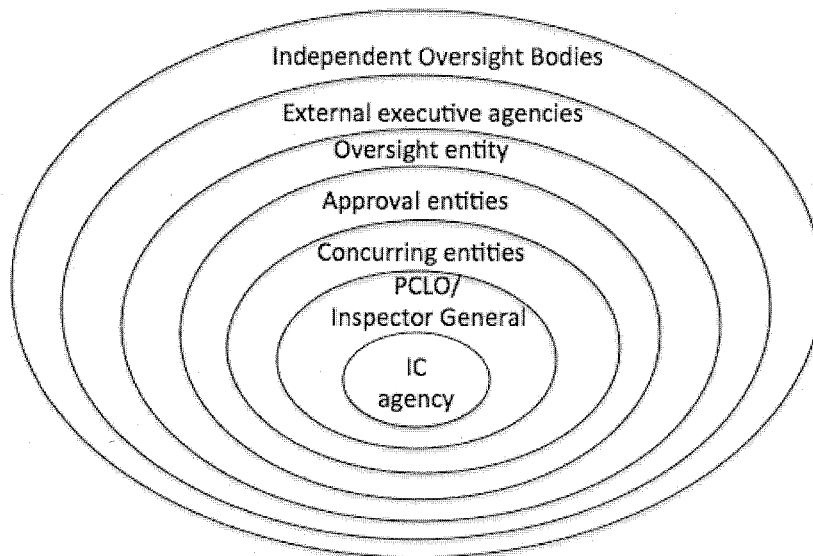 Independent Oversight Bodies
External executive agencies
Oversight entity
Approval entities
Concurring entities
PCLO/
Inspector General
IC
agency